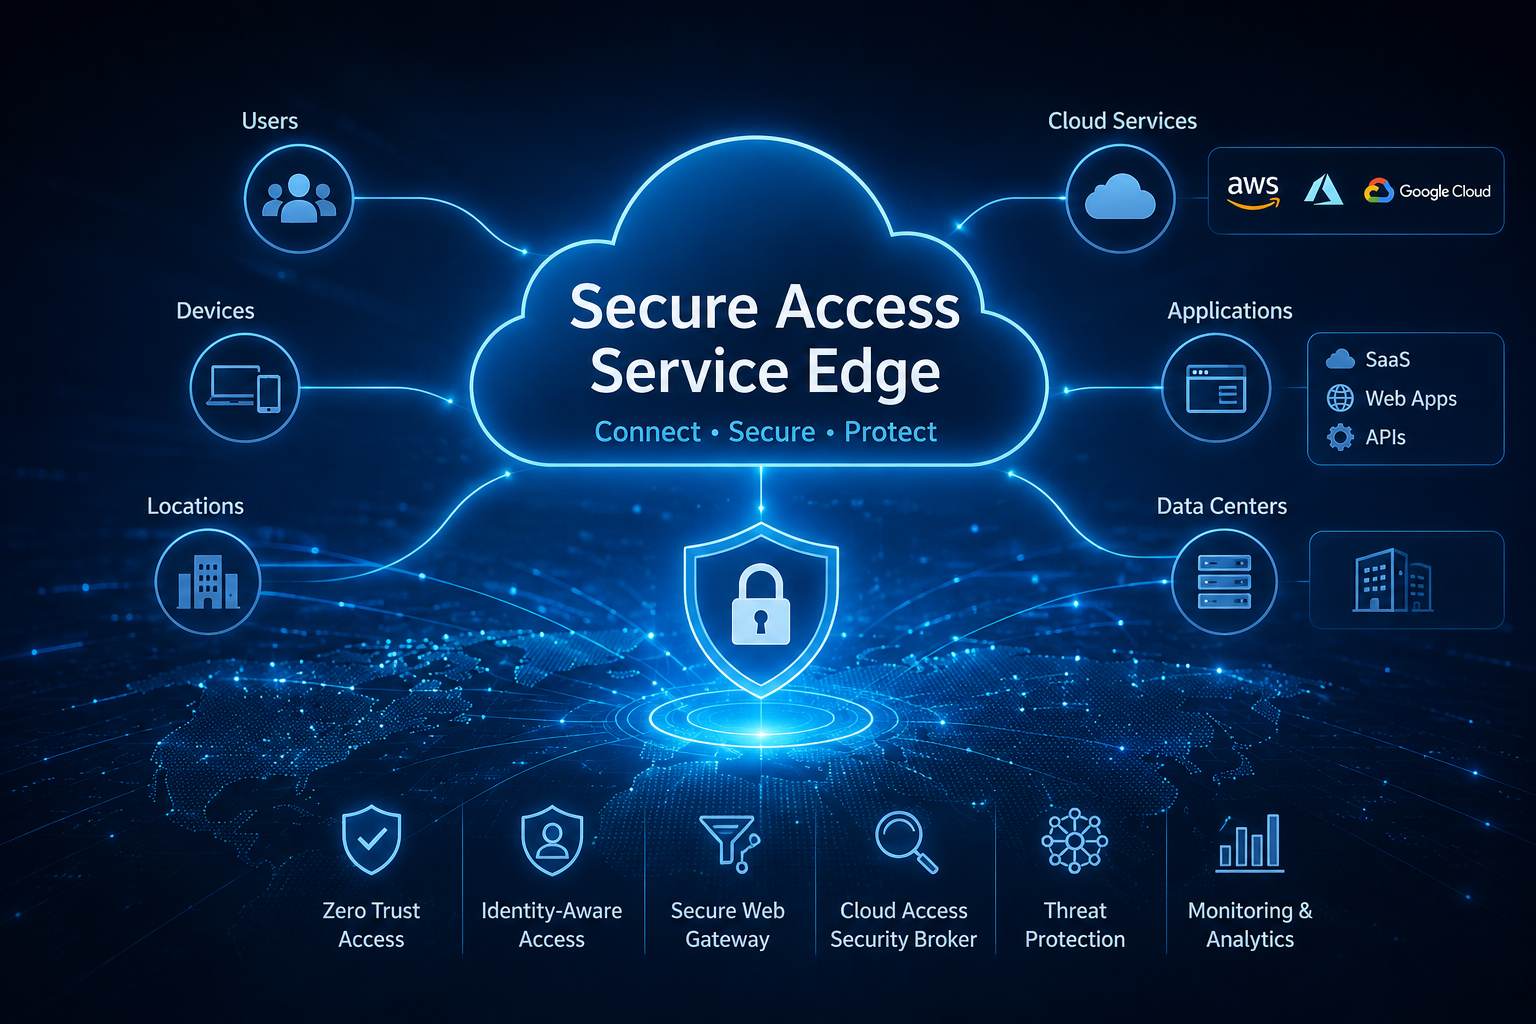 Users
Cloud Services
aws
Google Cloud
Secure Access
Service Edge
Connect • Secure • Protect
Devices
Applications
SaaS
Web Apps
APIs
Locations
Data Centers
Zero Trust
Access
Identity-Aware
Access
Secure Web
Gateway
Cloud Access
Security Broker
Threat
Protection
Monitoring &
Analytics